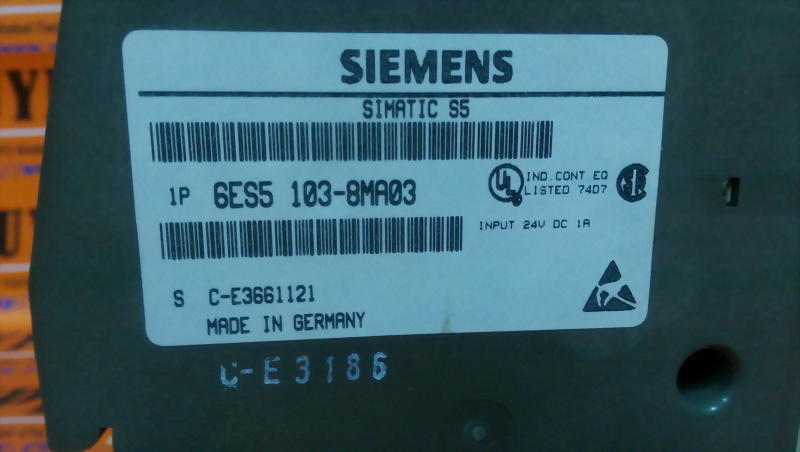 SIEMENS
SIMATIC S5
1P 6ES5 103-8MA03
UL IND. CONT EQ
LISTED 74D7
INPUT 24V DC 1A
S C-E3661121
MADE IN GERMANY
C-E3186